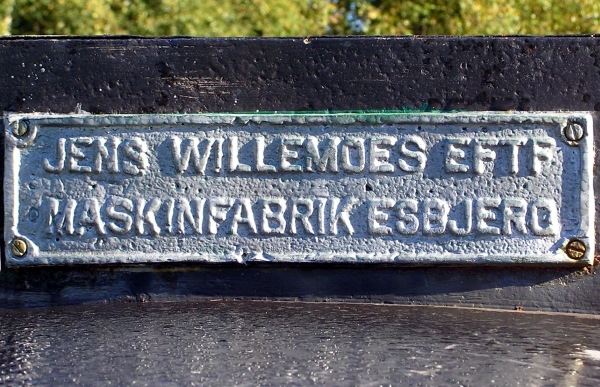 JENS WILLEMOES EFTF
MASKINFABRIK ESBJERG